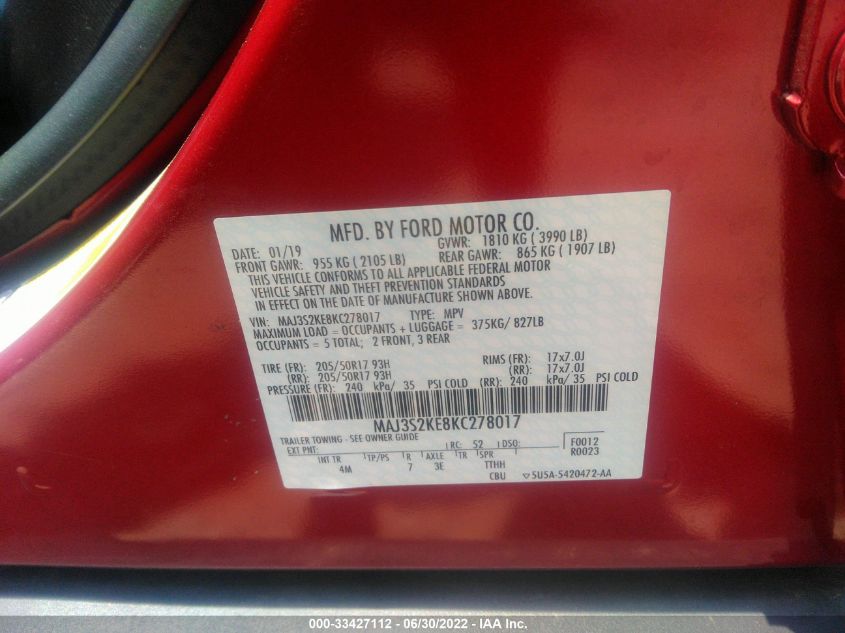 MFD. BY FORD MOTOR CO.
DATE: 01/19 GVWR: 1810 KG ( 3990 LB)
FRONT GAWR: 955 KG ( 2105 LB) REAR GAWR: 865 KG ( 1907 LB)
THIS VEHICLE CONFORMS TO ALL APPLICABLE FEDERAL MOTOR
VEHICLE SAFETY AND THEFT PREVENTION STANDARDS
IN EFFECT ON THE DATE OF MANUFACTURE SHOWN ABOVE.
VIN: MAJ3S2KE8KC278017 TYPE: MPV
MAXIMUM LOAD = OCCUPANTS + LUGGAGE = 375KG/ 827LB
OCCUPANTS = 5 TOTAL; 2 FRONT, 3 REAR
TIRE (FR): 205/50R17 93H RIMS (FR): 17x7.0J
(RR): 205/50R17 93H (RR): 17x7.0J
PRESSURE (FR): 240 kPa/ 35 PSI COLD (RR): 240 kPa/ 35 PSI COLD
MAJ3S2KE8KC278017
TRAILER TOWING - SEE OWNER GUIDE
EXT PNT: RC: 52 DSO: F0012
R0023
INT TR TP/PS R AXLE TR SPR
4M 7 3E TTHH
CBU 5U5A-5420472-AA
000-33427112 - 06/30/2022 - IAA Inc.